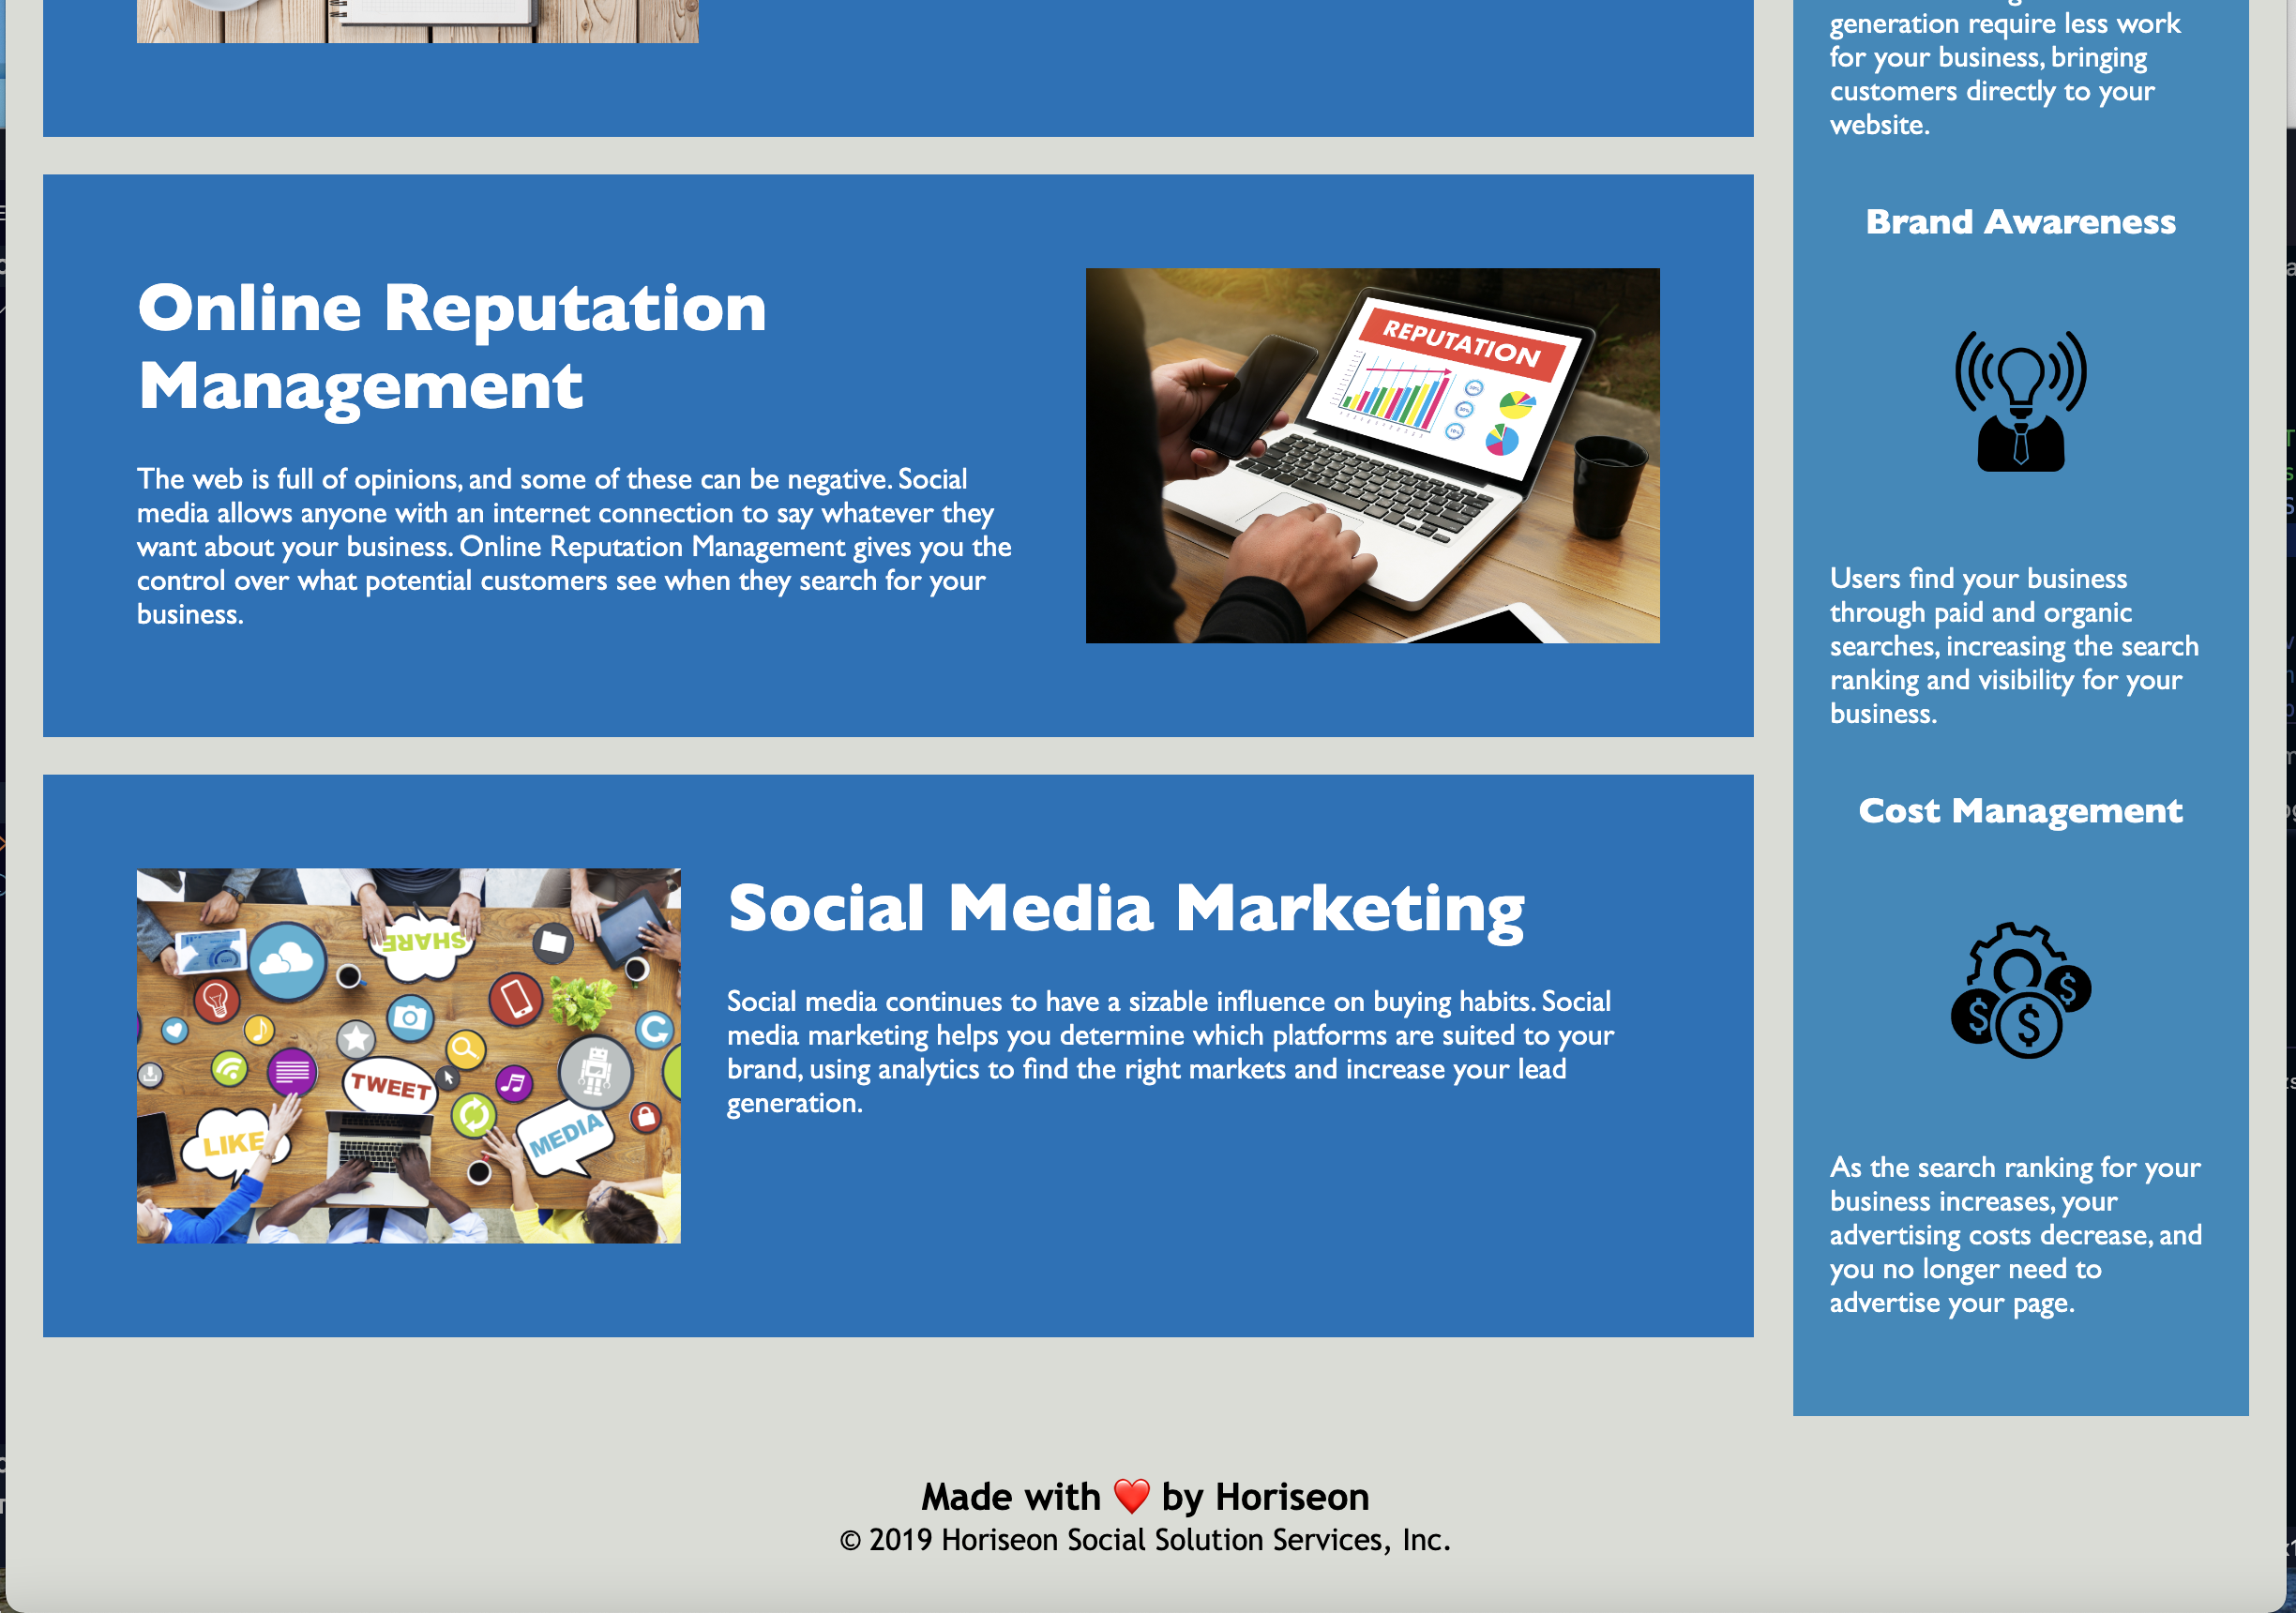 Online Reputation
Management
The web is full of opinions, and some of these can be negative. Social
media allows anyone with an internet connection to say whatever they
want about your business. Online Reputation Management gives you the
control over what potential customers see when they search for your
business.
REPUTATION
SHARE
TWEET
LIKE
MEDIA
Social Media Marketing
Social media continues to have a sizable influence on buying habits. Social
media marketing helps you determine which platforms are suited to your
brand, using analytics to find the right markets and increase your lead
generation.
generation require less work
for your business, bringing
customers directly to your
website.
Brand Awareness
Users find your business
through paid and organic
searches, increasing the search
ranking and visibility for your
business.
Cost Management
$
$
$
As the search ranking for your
business increases, your
advertising costs decrease, and
you no longer need to
advertise your page.
Made with ❤️ by Horiseon
© 2019 Horiseon Social Solution Services, Inc.